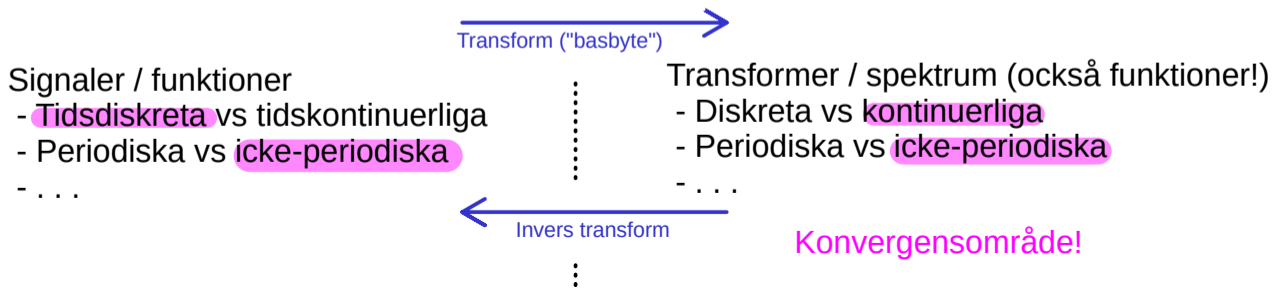 Transform ("basbyte")
Signaler / funktioner
- Tidsdiskreta vs tidskontinuerliga
- Periodiska vs icke-periodiska
- . . .
Transformer / spektrum (också funktioner!)
- Diskreta vs kontinuerliga
- Periodiska vs icke-periodiska
- . . .
Invers transform
Konvergensområde!